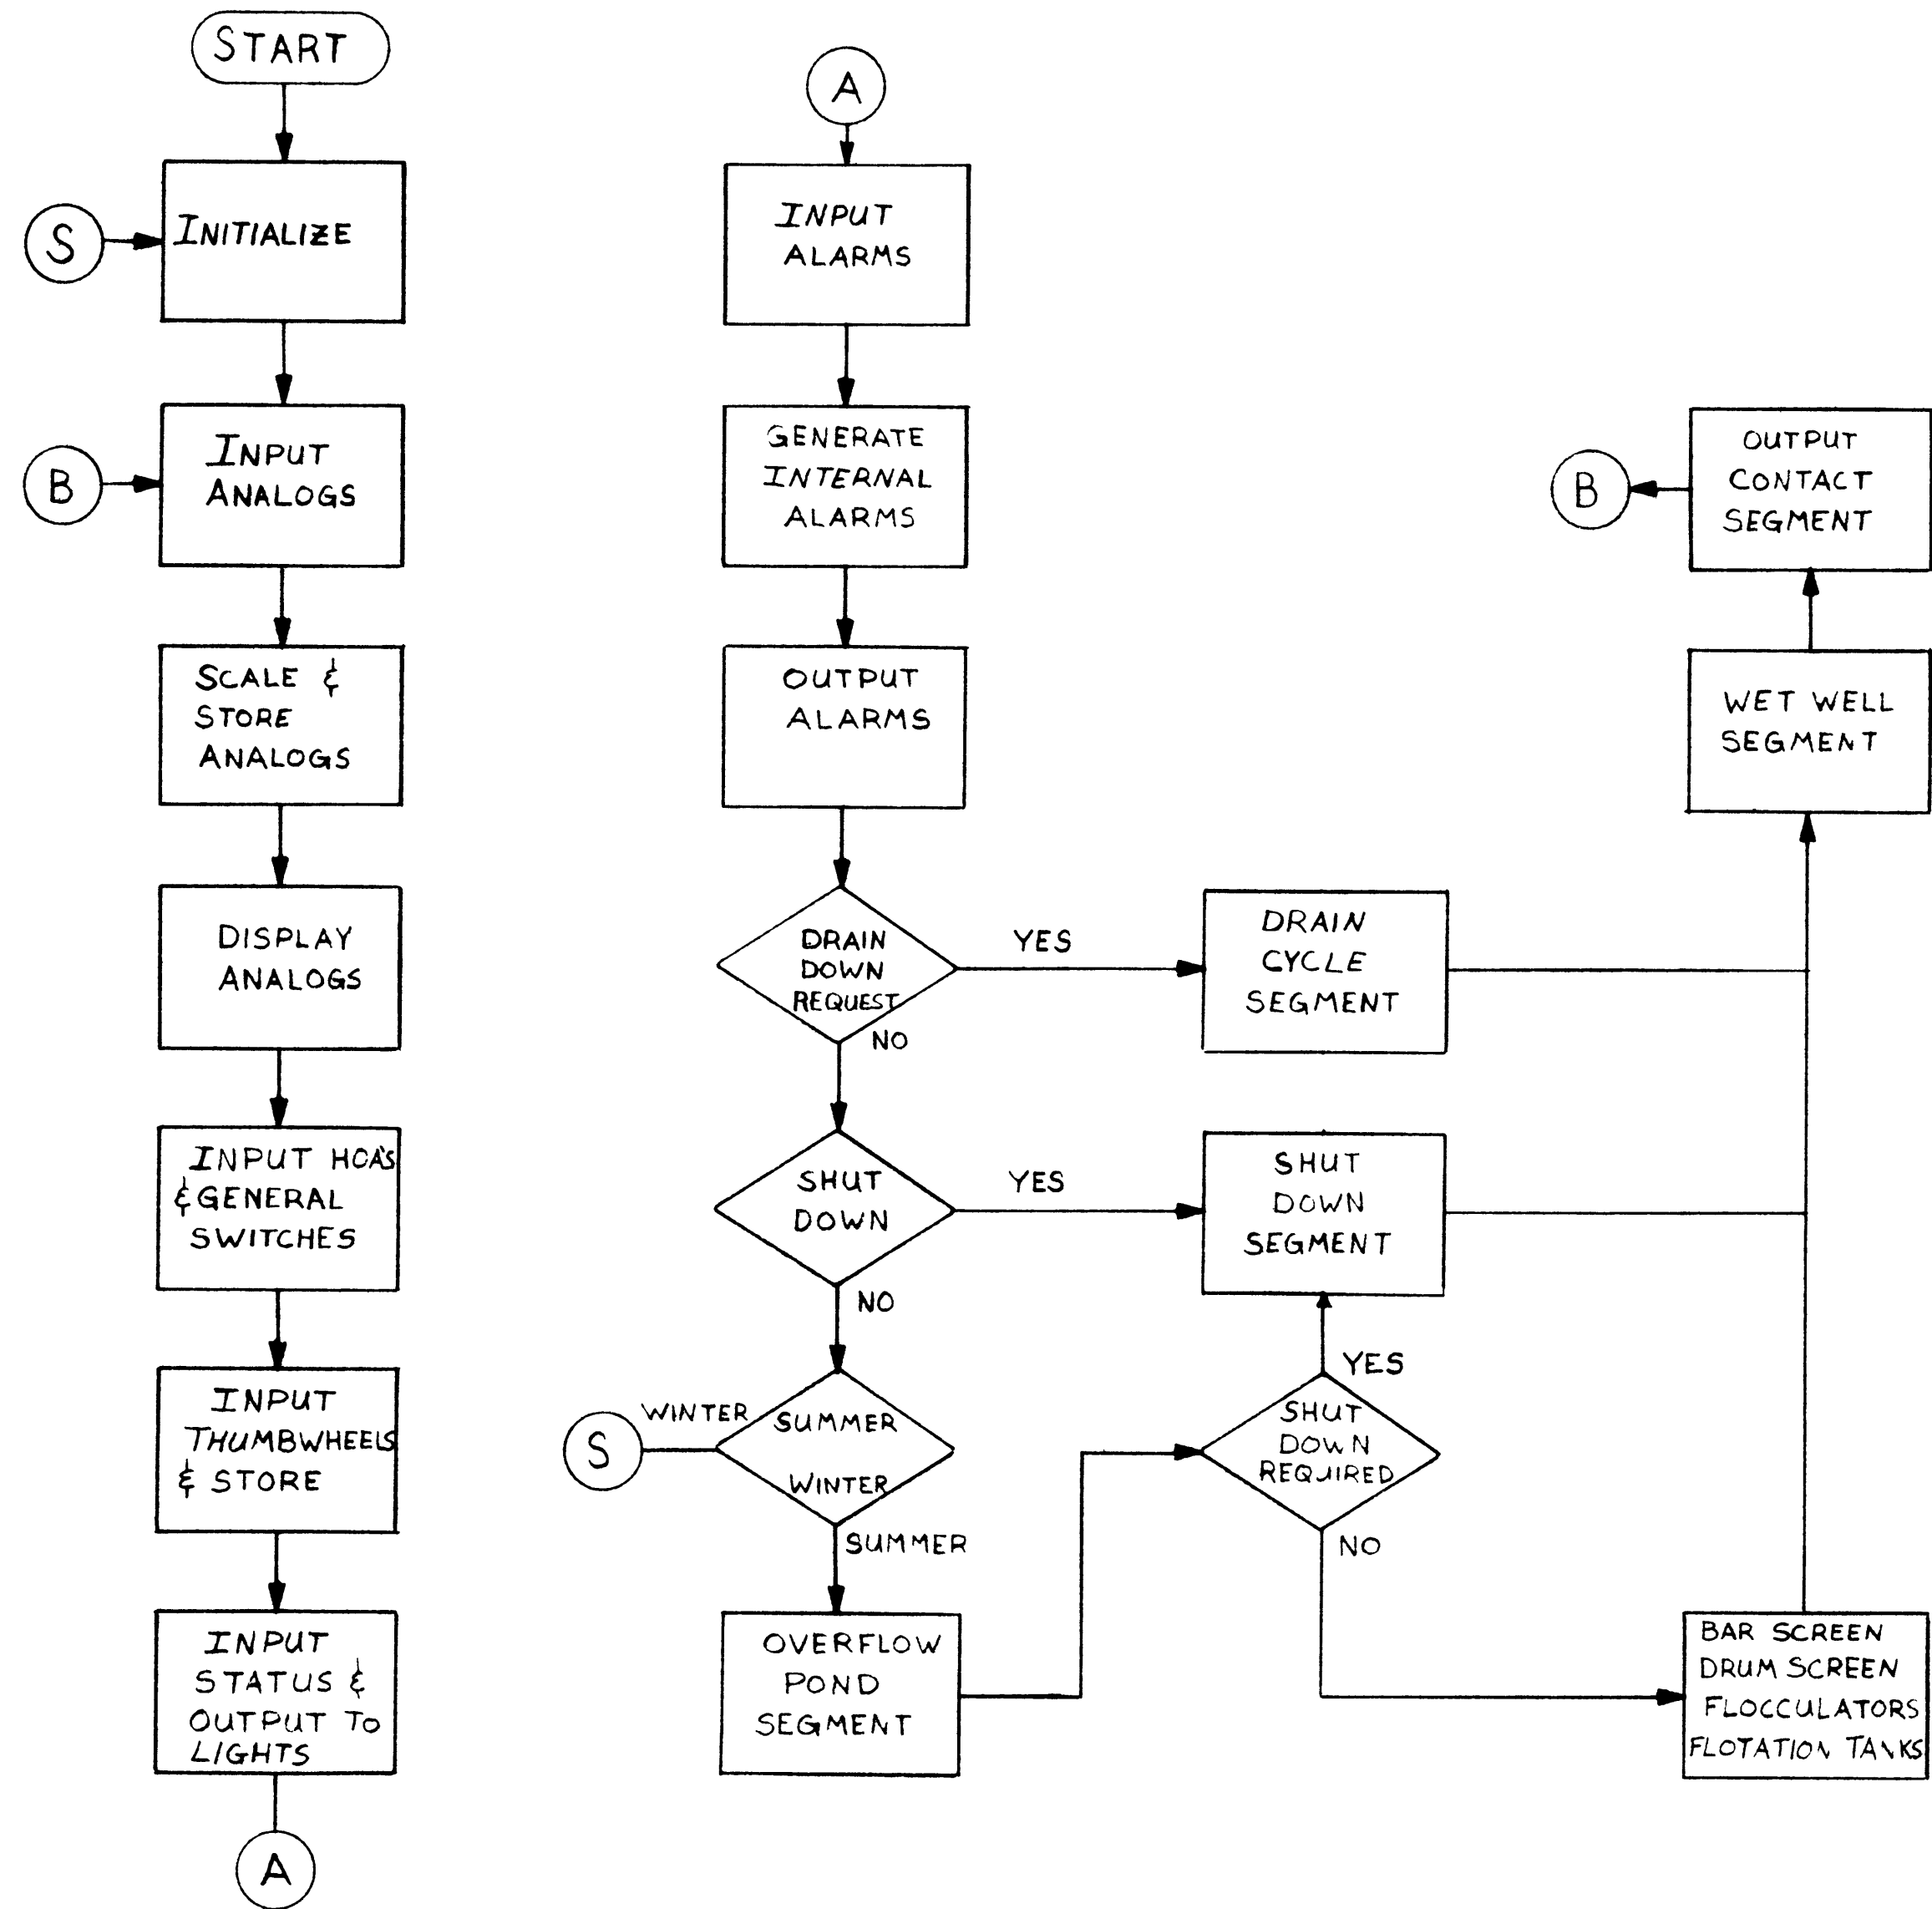 START
S
INITIALIZE
B
INPUT
ANALOGS
SCALE &
STORE
ANALOGS
DISPLAY
ANALOGS
INPUT HOA'S
& GENERAL
SWITCHES
INPUT
THUMBWHEELS
& STORE
INPUT
STATUS &
OUTPUT TO
LIGHTS
A
A
INPUT
ALARMS
GENERATE
INTERNAL
ALARMS
OUTPUT
ALARMS
DRAIN
DOWN
REQUEST
YES
NO
DRAIN
CYCLE
SEGMENT
SHUT
DOWN
YES
NO
SHUT
DOWN
SEGMENT
SUMMER
WINTER
WINTER
S
SUMMER
OVERFLOW
POND
SEGMENT
SHUT
DOWN
REQUIRED
YES
NO
BAR SCREEN
DRUM SCREEN
FLOCCULATORS
FLOTATION TANKS
WET WELL
SEGMENT
OUTPUT
CONTACT
SEGMENT
B